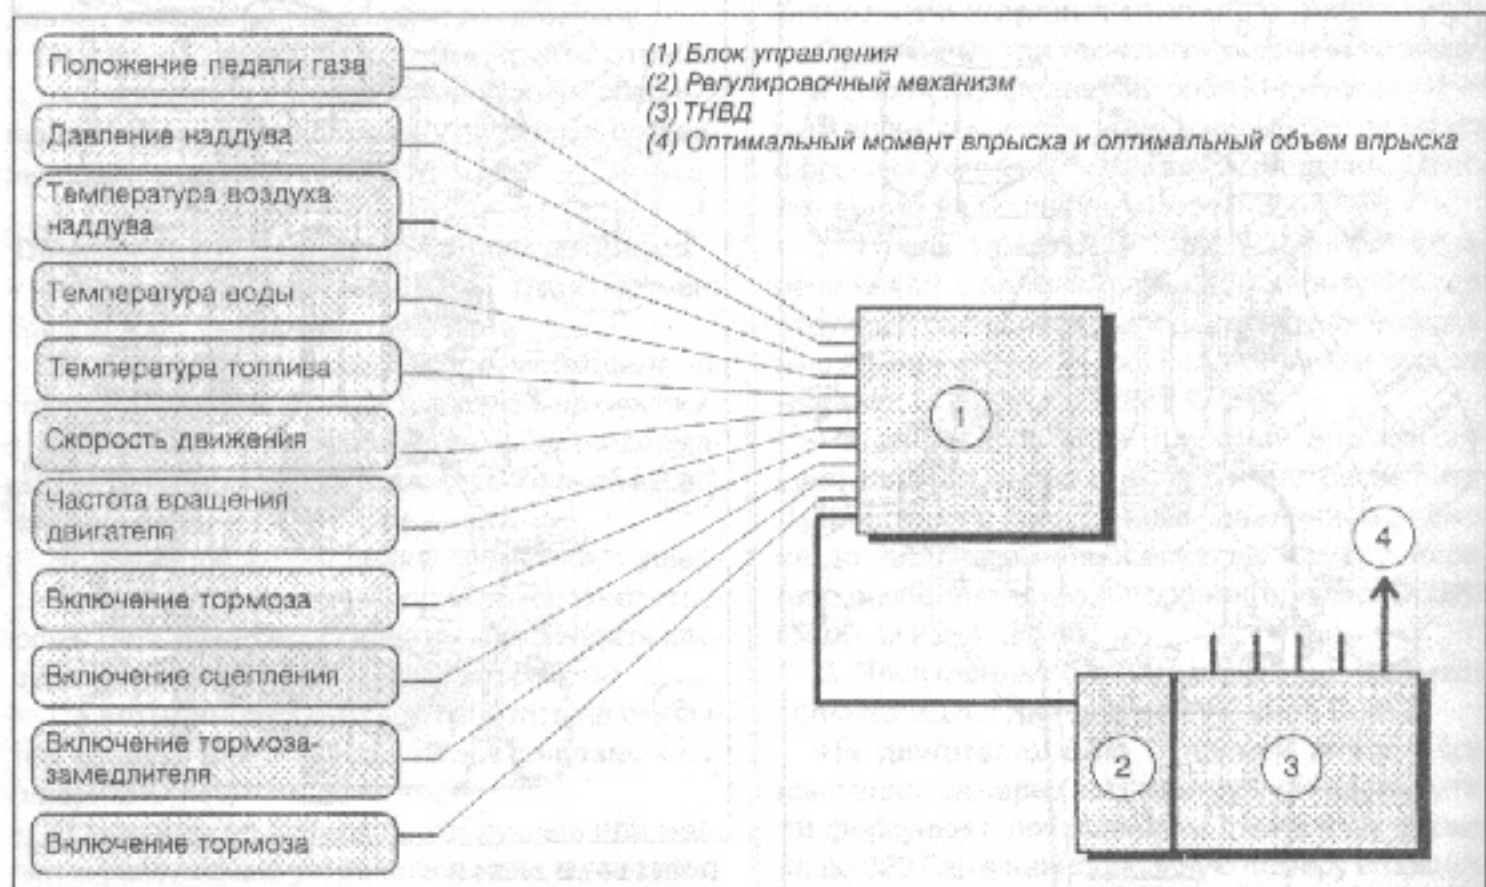 Положение педали газа
Давление наддува
Температура воздуха
наддува
Температура воды
Температура топлива
Скорость движения
Частота вращения
двигателя
Включение тормоза
Включение сцепления
Включение тормоза-
замедлителя
Включение тормоза
(1) Блок управления
(2) Регулировочный механизм
(3) ТНВД
(4) Оптимальный момент впрыска и оптимальный объем впрыска
1
4
2
3